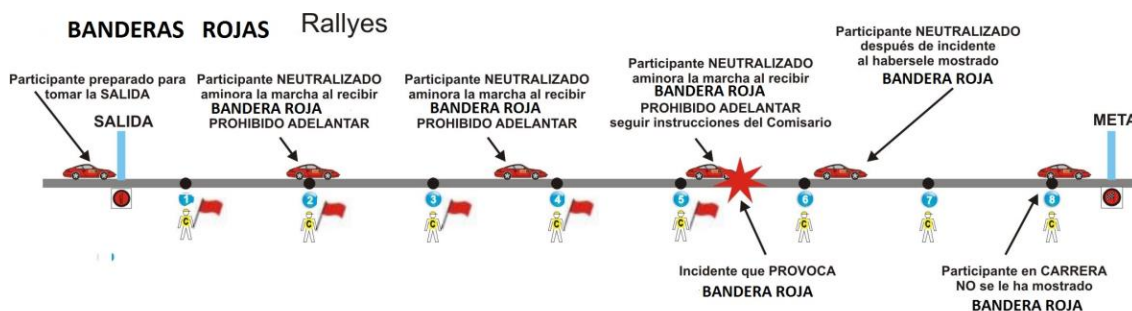 BANDERAS ROJAS Rallyes
Participante preparado para
tomar la SALIDA
SALIDA
Participante NEUTRALIZADO
aminora la marcha al recibir
BANDERA ROJA
PROHIBIDO ADELANTAR
Participante NEUTRALIZADO
aminora la marcha al recibir
BANDERA ROJA
PROHIBIDO ADELANTAR
Participante NEUTRALIZADO
aminora la marcha al recibir
BANDERA ROJA
PROHIBIDO ADELANTAR
seguir instrucciones del Comisario
Participante NEUTRALIZADO
después de incidente
al habersele mostrado
BANDERA ROJA
META
1
2
3
4
5
6
7
8
C
C
C
C
C
C
C
C
Incidente que PROVOCA
BANDERA ROJA
Participante en CARRERA
NO se le ha mostrado
BANDERA ROJA